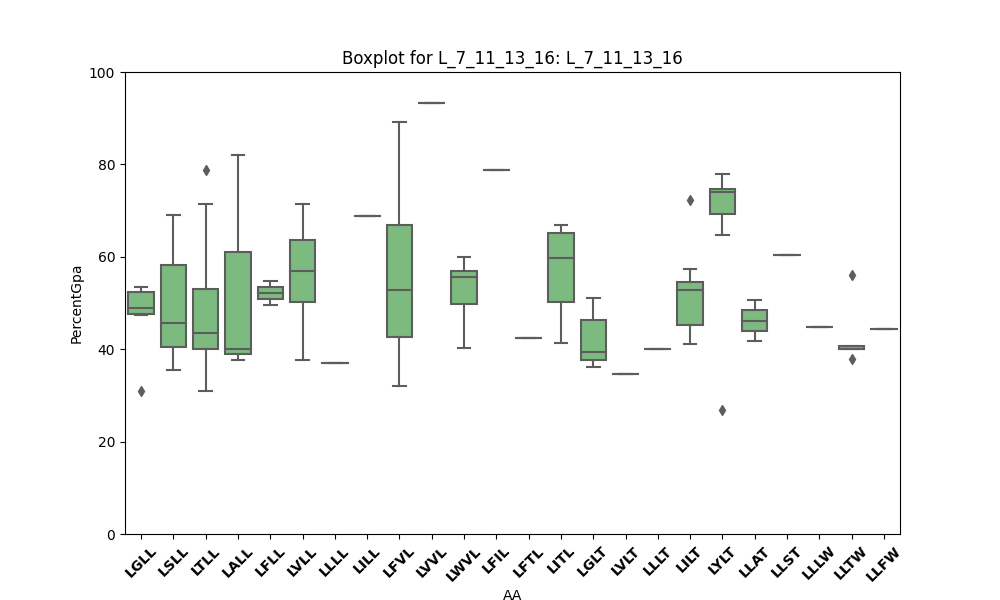 Boxplot for L_7_11_13_16: L_7_11_13_16
100
80
60
40
20
0
PercentGpa
LGLL LSLL LTLL LALL LFLL LVLL LLLL LILL LFVL LVVL LWVL LFIL LFTL LITL LGLT LVLT LLLT LILT LYLT LLAT LLST LLLW LLTW LLFW
AA